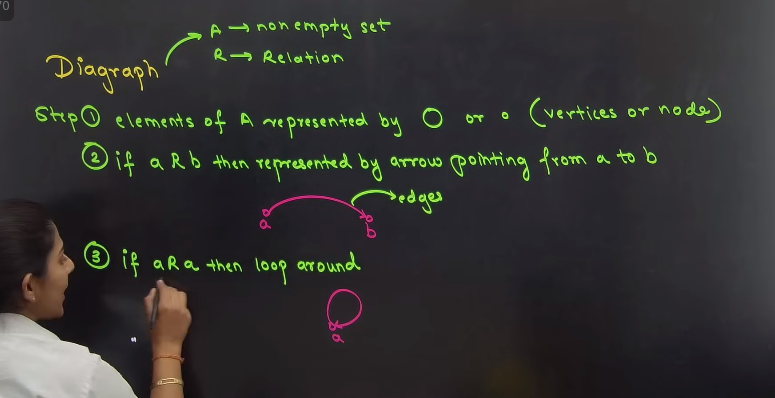 70
A → non empty set
Diagraph
R → Relation
Step ① elements of A represented by O or o (vertices or node)
② if a R b then represented by arrow pointing from a to b
edges
a
b
③ if aRa then loop around
a